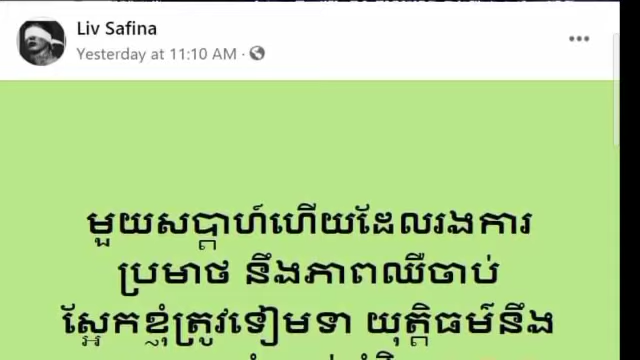 Liv Safina
Yesterday at 11:10 AM ·
មួយសប្ដាហ៍ហើយដែលរងការ
ប្រមាថ នឹងភាពឈឺចាប់
ស្អែកខ្ញុំត្រូវទៀមទា យុត្តិធម៌នឹង